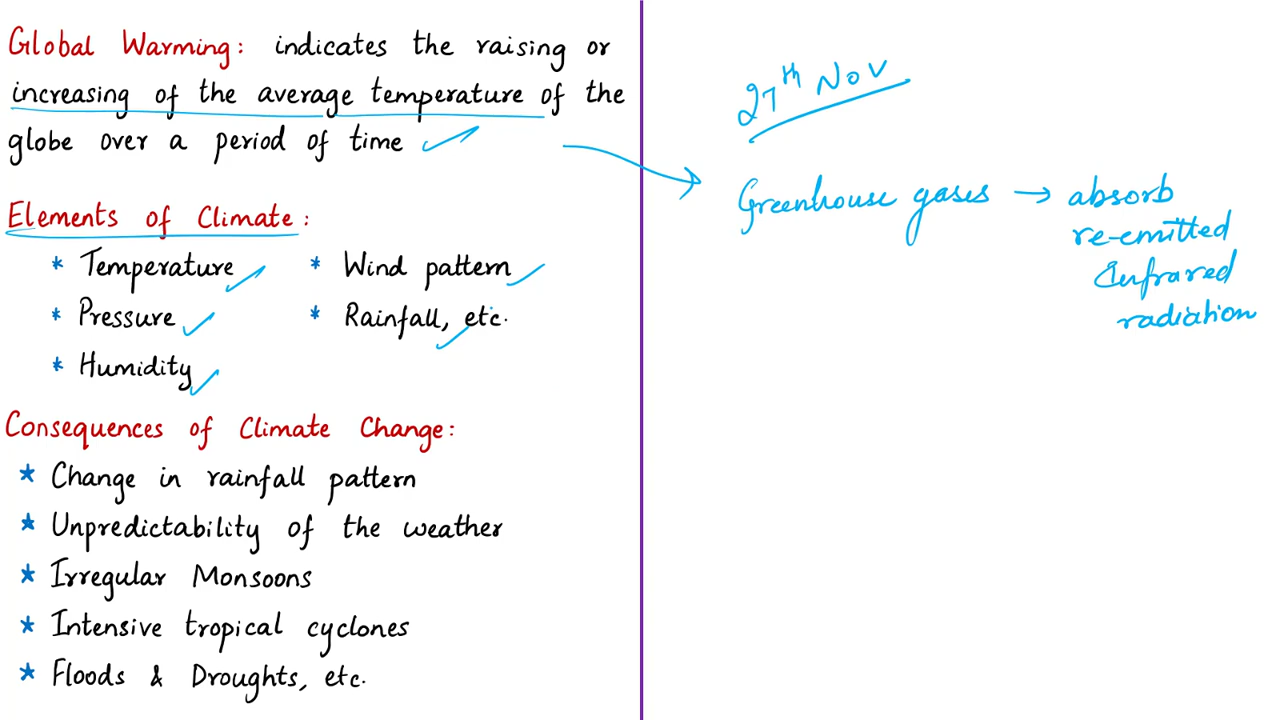 Global Warming: indicates the raising or
increasing of the average temperature of the
globe over a period of time
Elements of Climate:
* Temperature
* Wind pattern
* Pressure
* Rainfall, etc.
* Humidity
Consequences of Climate Change:
* Change in rainfall pattern
* Unpredictability of the weather
* Irregular Monsoons
* Intensive tropical cyclones
* Floods & Droughts, etc.
27th Nov
Greenhouse gases → absorb
re-emitted
Infrared
radiation